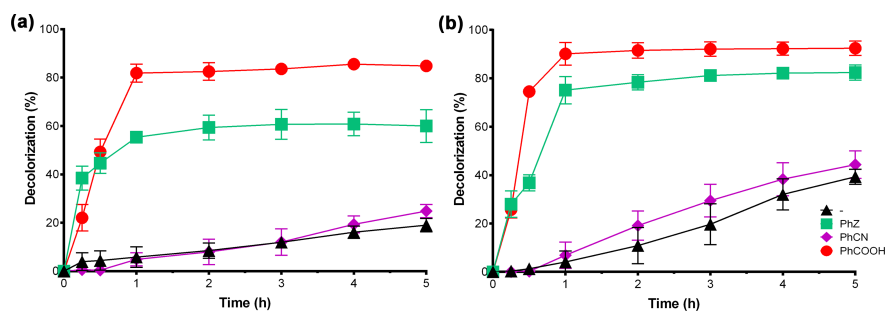 (a)
100
80
60
40
20
0
0 1 2 3 4 5
Decolorization (%)
Time (h)
(b)
100
80
60
40
20
0
0 1 2 3 4 5
Decolorization (%)
Time (h)
-
PhZ
PhCN
PhCOOH